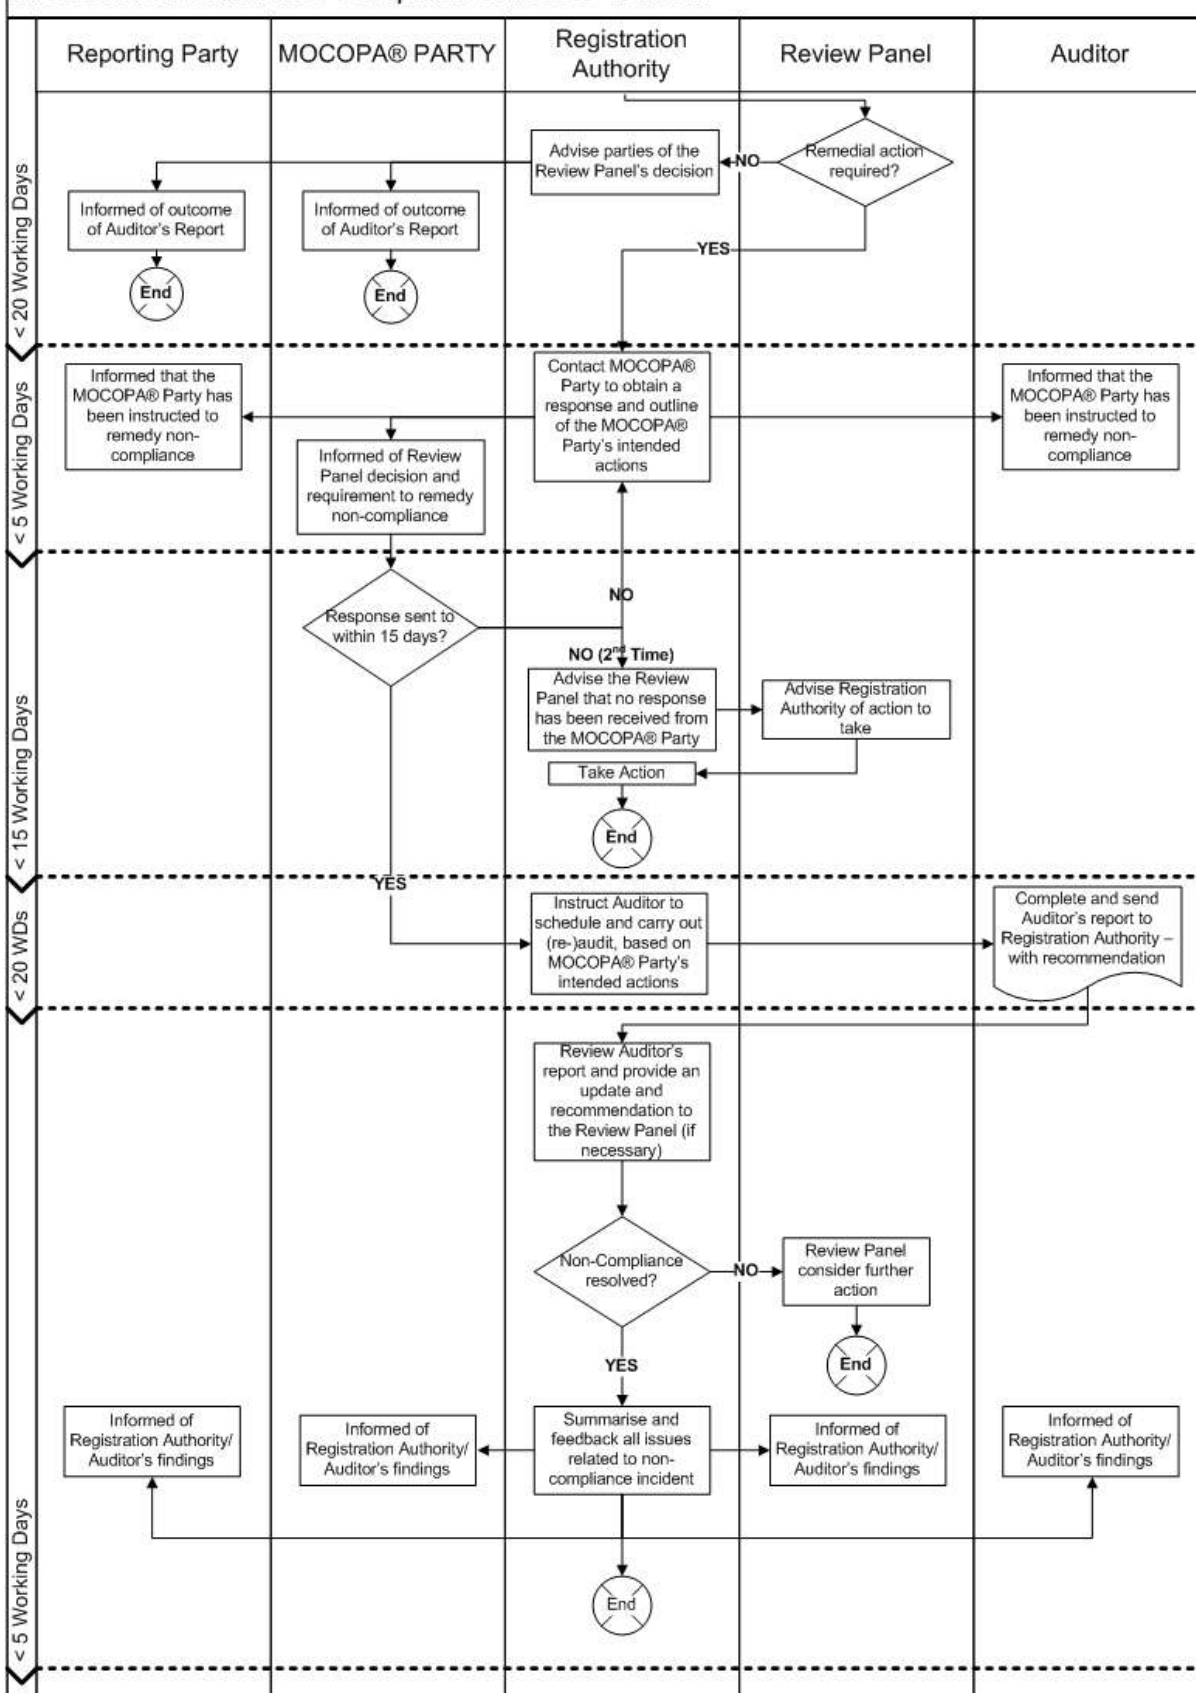 Reporting Party
MOCOPA® PARTY
Registration
Authority
Review Panel
Auditor
< 20 Working Days
Advise parties of the
Review Panel's decision
NO
Remedial action
required?
Informed of outcome
of Auditor's Report
Informed of outcome
of Auditor's Report
YES
End
End
< 5 Working Days
Informed that the
MOCOPA® Party has
been instructed to
remedy non-
compliance
Contact MOCOPA®
Party to obtain a
response and outline
of the MOCOPA®
Party's intended
actions
Informed that the
MOCOPA® Party has
been instructed to
remedy non-
compliance
Informed of Review
Panel decision and
requirement to remedy
non-compliance
< 15 Working Days
Response sent to
within 15 days?
NO
NO (2nd Time)
Advise the Review
Panel that no response
has been received from
the MOCOPA® Party
Advise Registration
Authority of action to
take
Take Action
End
YES
< 20 WDs
Instruct Auditor to
schedule and carry out
(re-)audit, based on
MOCOPA® Party's
intended actions
Complete and send
Auditor's report to
Registration Authority –
with recommendation
Review Auditor's
report and provide an
update and
recommendation to
the Review Panel (if
necessary)
Non-Compliance
resolved?
NO
Review Panel
consider further
action
End
YES
Informed of
Registration Authority/
Auditor's findings
Informed of
Registration Authority/
Auditor's findings
Summarise and
feedback all issues
related to non-
compliance incident
Informed of
Registration Authority/
Auditor's findings
Informed of
Registration Authority/
Auditor's findings
< 5 Working Days
End